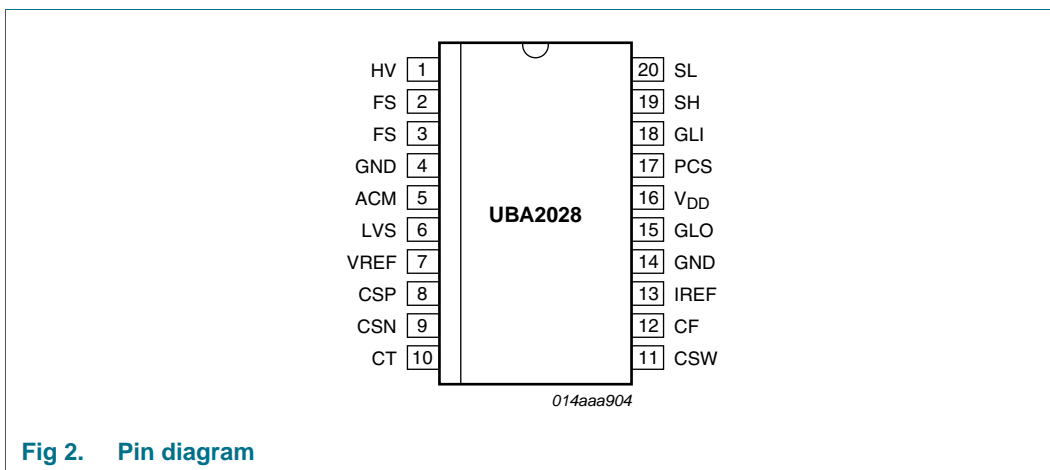 HV 1 20 SL
FS 2 19 SH
FS 3 18 GLI
GND 4 17 PCS
ACM 5 16 VDD
UBA2028
LVS 6 15 GLO
VREF 7 14 GND
CSP 8 13 IREF
CSN 9 12 CF
CT 10 11 CSW
014aaa904
Fig 2. Pin diagram